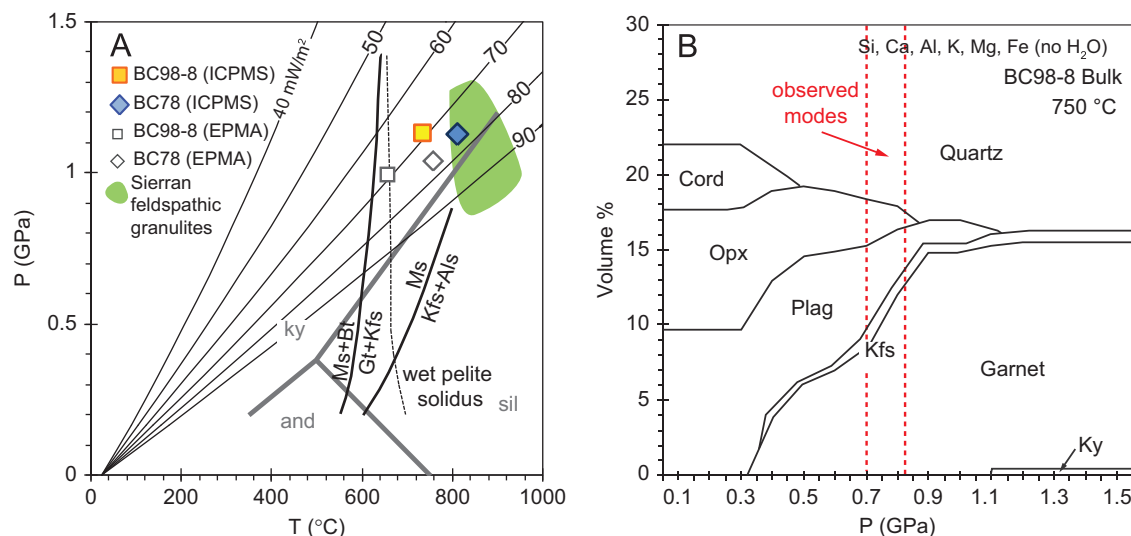 A
1.5
1
0.5
0
P (GPa)
0
200
400
600
800
1000
T (°C)
40 mW/m²
50
60
70
80
90
BC98-8 (ICPMS)
BC78 (ICPMS)
BC98-8 (EPMA)
BC78 (EPMA)
Sierran
feldspathic
granulites
ky
and
sil
Ms+Bt
Gt+Kfs
Ms
Kfs+Als
wet pelite
solidus
B
Si, Ca, Al, K, Mg, Fe (no H₂O)
BC98-8 Bulk
750 °C
observed
modes
Quartz
Cord
Opx
Plag
Kfs
Garnet
Ky
30
25
20
15
10
5
0
Volume %
0.1
0.3
0.5
0.7
0.9
1.1
1.3
1.5
P (GPa)